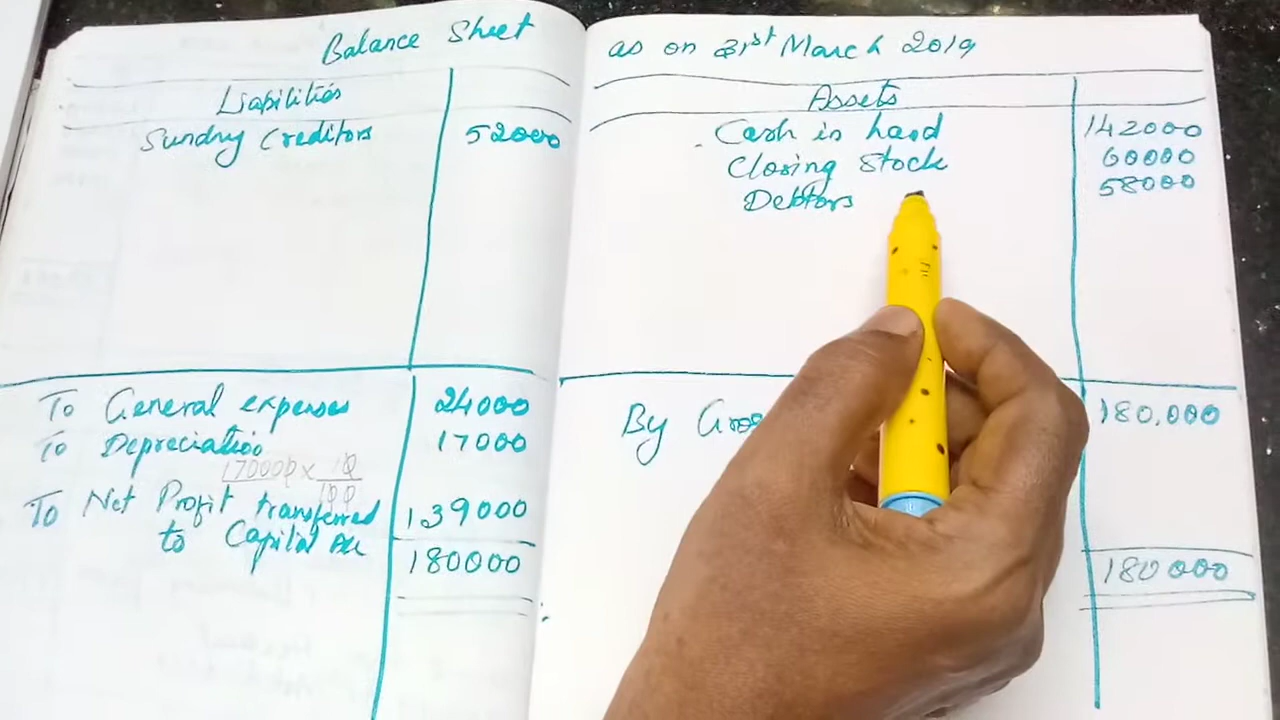 Balance Sheet as on 31st March 2019
Liabilities
Sundry Creditors 52000
Assets
Cash in hand 142000
Closing Stock 60000
Debtors 58000
To General expenses 24000
To Depreciation 17000
170000 x 10/100
To Net Profit transferred 139000
to Capital A/c
180000
By Gros 180,000
180000